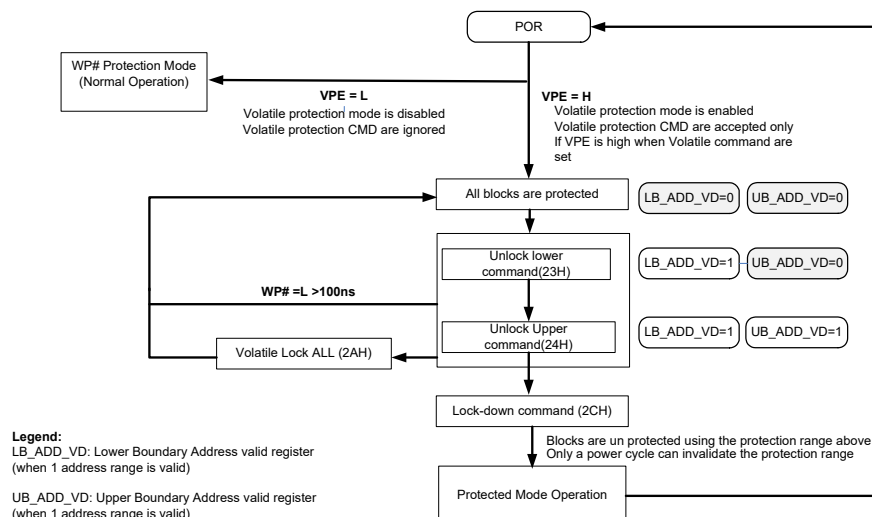 POR
WP# Protection Mode
(Normal Operation)
VPE = L
Volatile protection mode is disabled
Volatile protection CMD are ignored
VPE = H
Volatile protection mode is enabled
Volatile protection CMD are accepted only
If VPE is high when Volatile command are
set
All blocks are protected
LB_ADD_VD=0
UB_ADD_VD=0
Unlock lower
command(23H)
LB_ADD_VD=1
UB_ADD_VD=0
WP# =L >100ns
Unlock Upper
command(24H)
LB_ADD_VD=1
UB_ADD_VD=1
Volatile Lock ALL (2AH)
Lock-down command (2CH)
Blocks are un protected using the protection range above
Only a power cycle can invalidate the protection range
Protected Mode Operation
Legend:
LB_ADD_VD: Lower Boundary Address valid register
(when 1 address range is valid)
UB_ADD_VD: Upper Boundary Address valid register
(when 1 address range is valid)